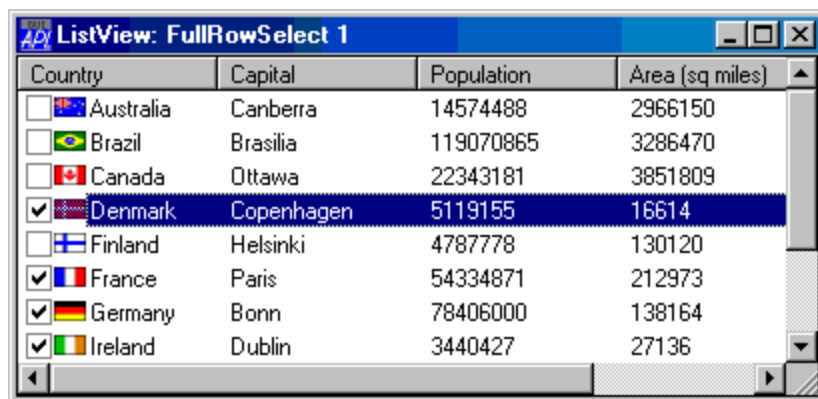 ListView: FullRowSelect 1
Country Capital Population Area (sq miles)
Australia Canberra 14574488 2966150
Brazil Brasilia 119070865 3286470
Canada Ottawa 22343181 3851809
Denmark Copenhagen 5119155 16614
Finland Helsinki 4787778 130120
France Paris 54334871 212973
Germany Bonn 78406000 138164
Ireland Dublin 3440427 27136